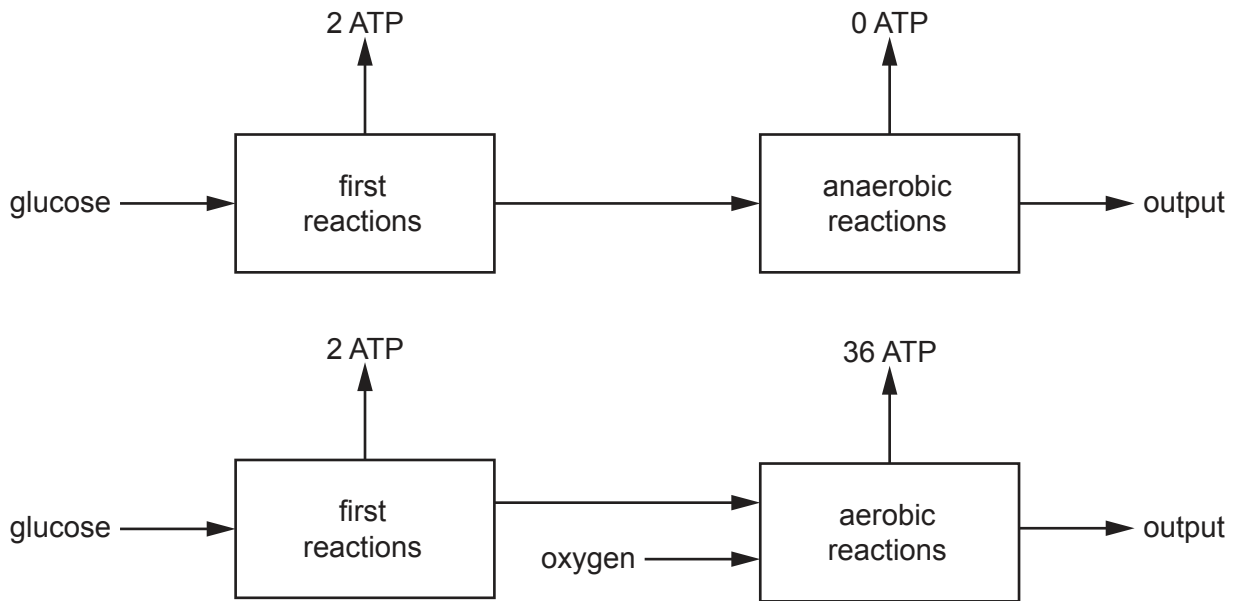 2 ATP
0 ATP
glucose
first
reactions
anaerobic
reactions
output
2 ATP
36 ATP
glucose
first
reactions
oxygen
aerobic
reactions
output